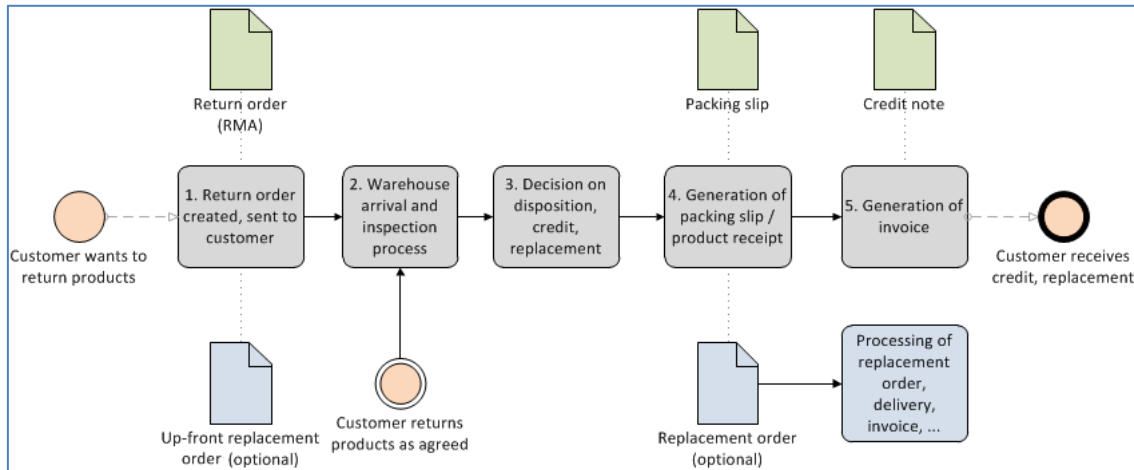 Return order
(RMA)
Packing slip
Credit note
Customer wants to
return products
1. Return order
created, sent to
customer
2. Warehouse
arrival and
inspection
process
3. Decision on
disposition,
credit,
replacement
4. Generation of
packing slip /
product receipt
5. Generation of
invoice
Customer receives
credit, replacement
Up-front replacement
order (optional)
Customer returns
products as agreed
Replacement order
(optional)
Processing of
replacement
order,
delivery,
invoice, ...